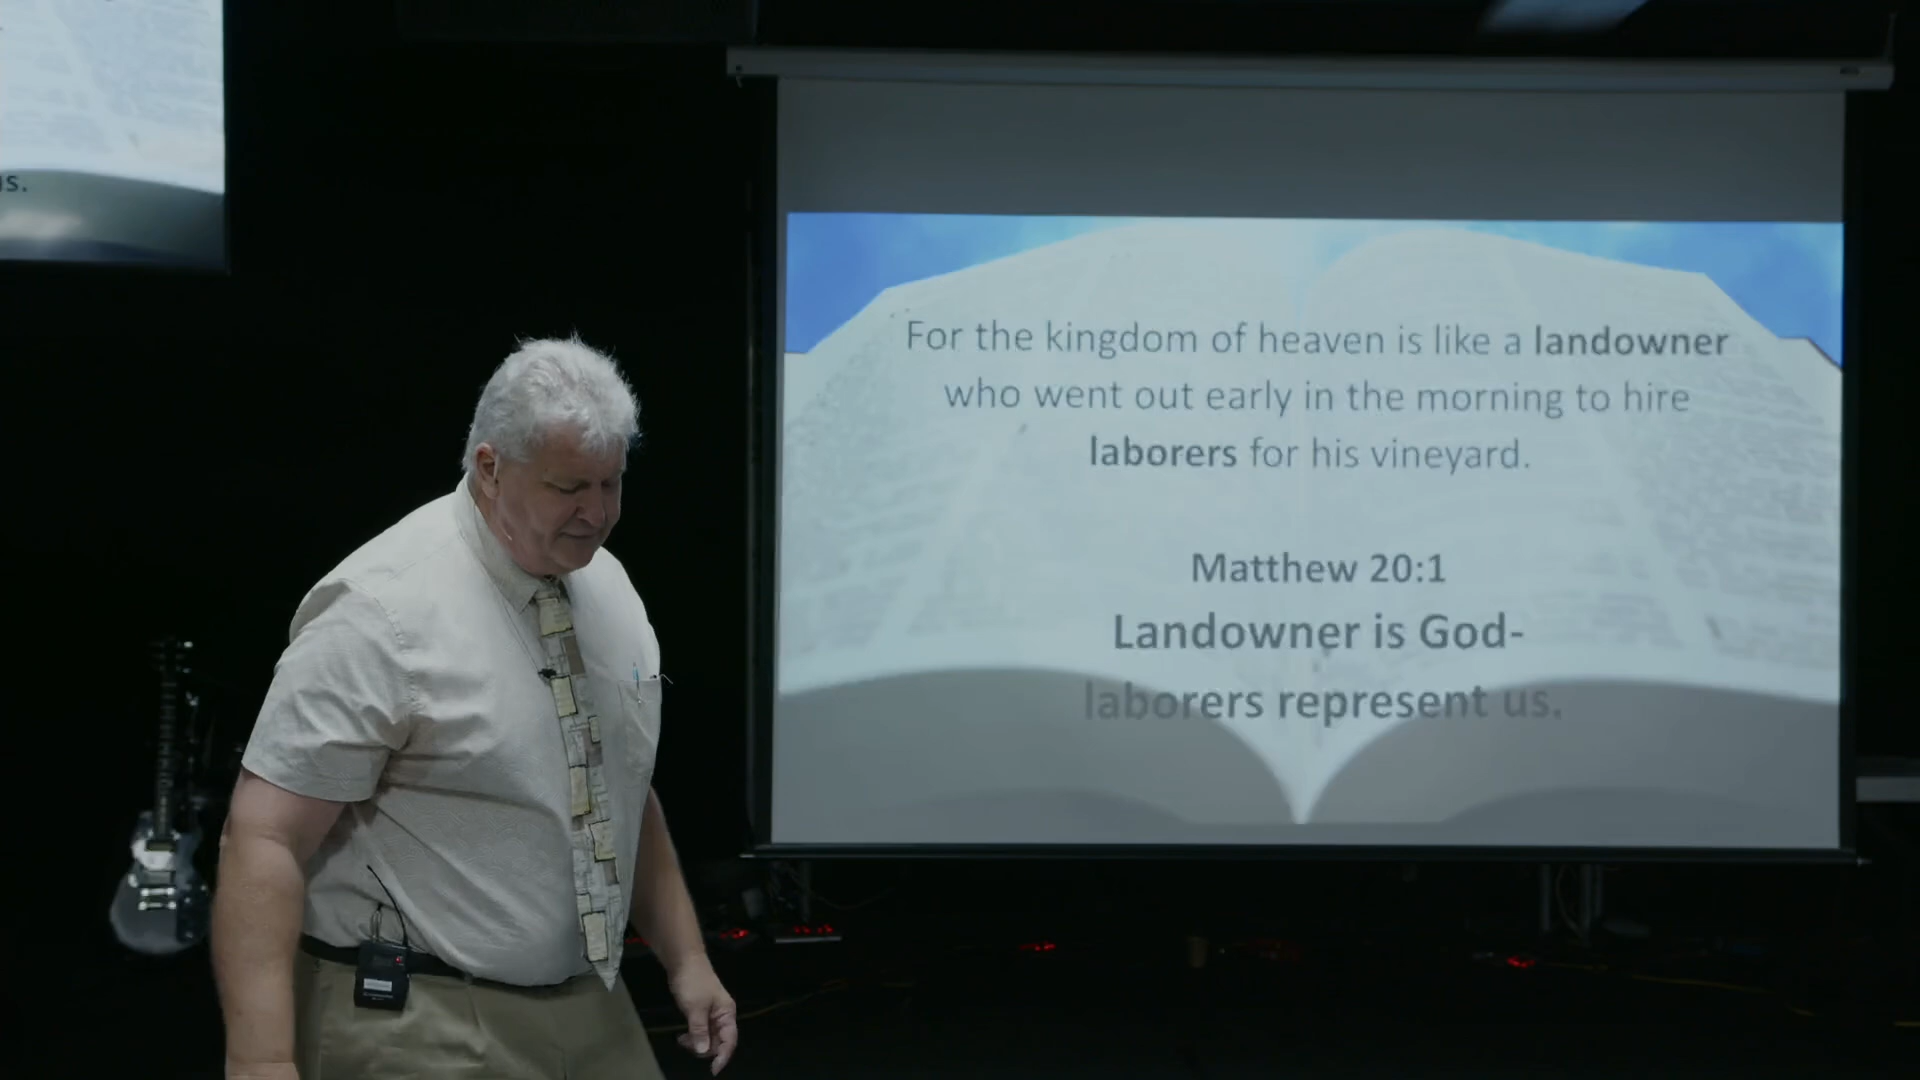 us.
For the kingdom of heaven is like a landowner
who went out early in the morning to hire
laborers for his vineyard.
Matthew 20:1
Landowner is God-
laborers represent us.